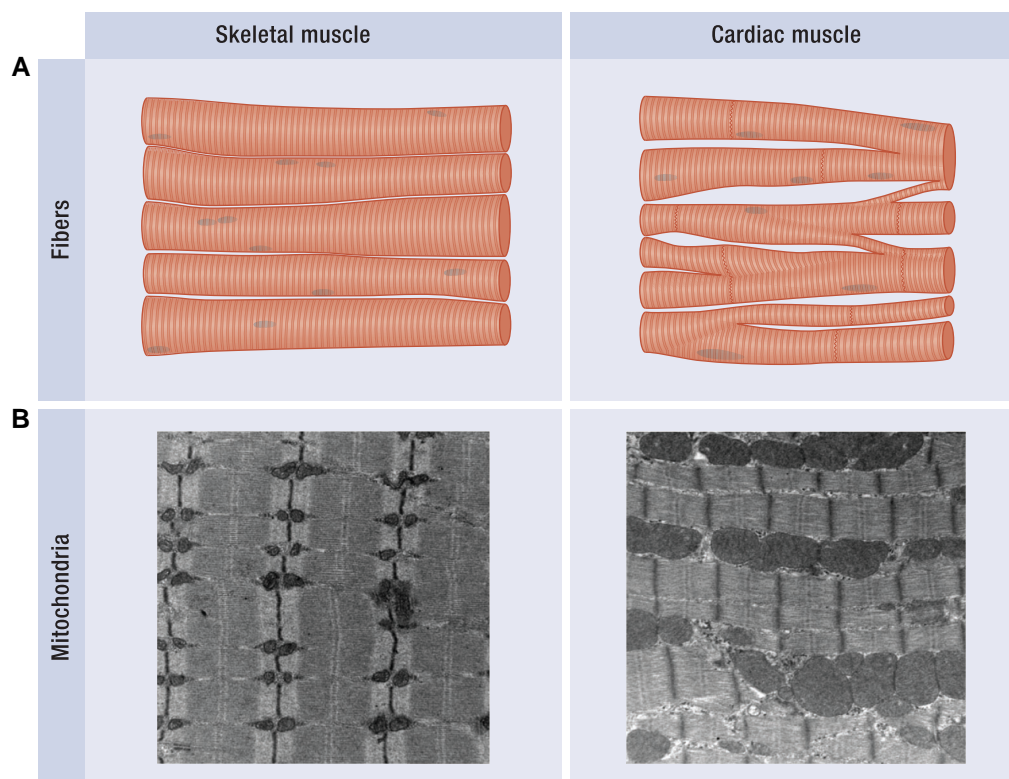 Skeletal muscle
Cardiac muscle
A
Fibers
B
Mitochondria